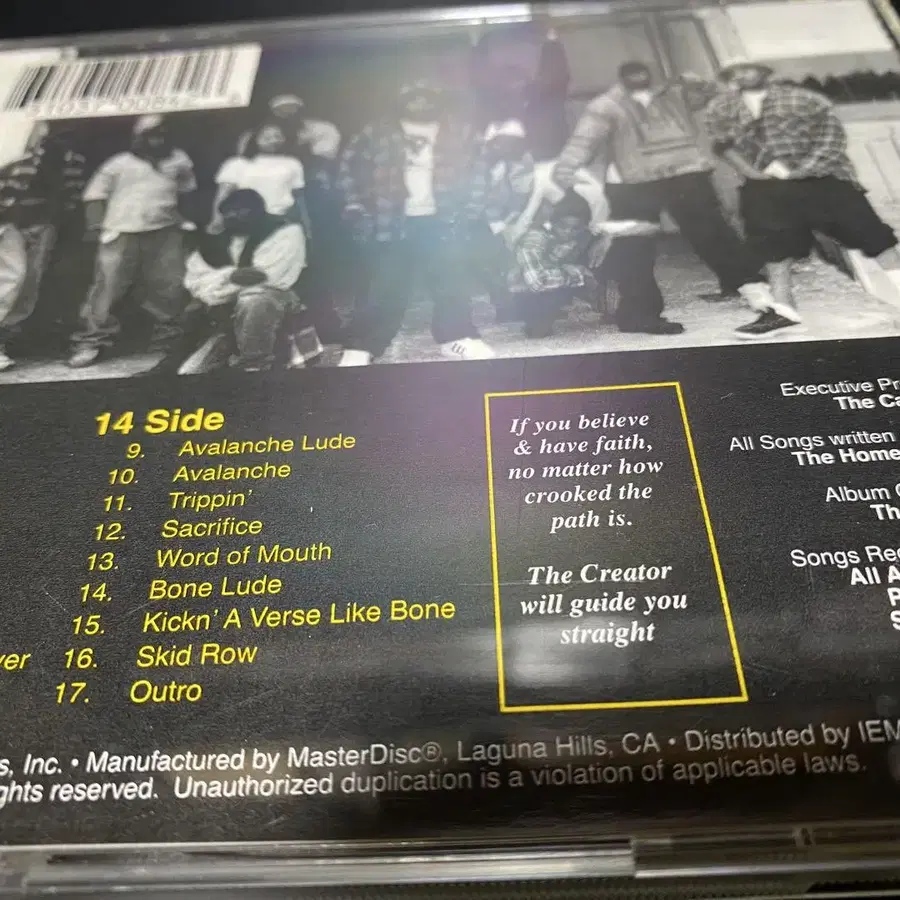 14 Side
9. Avalanche Lude
10. Avalanche
11. Trippin'
12. Sacrifice
13. Word of Mouth
14. Bone Lude
15. Kickn' A Verse Like Bone
ver 16. Skid Row
17. Outro
If you believe
& have faith,
no matter how
crooked the
path is.
The Creator
will guide you
straight
Executive Pr
The Ca
All Songs written
The Home
Album
Th
Songs Rec
All A
P
S
s, Inc. • Manufactured by MasterDisc®, Laguna Hills, CA • Distributed by IEM
ghts reserved. Unauthorized duplication is a violation of applicable laws.